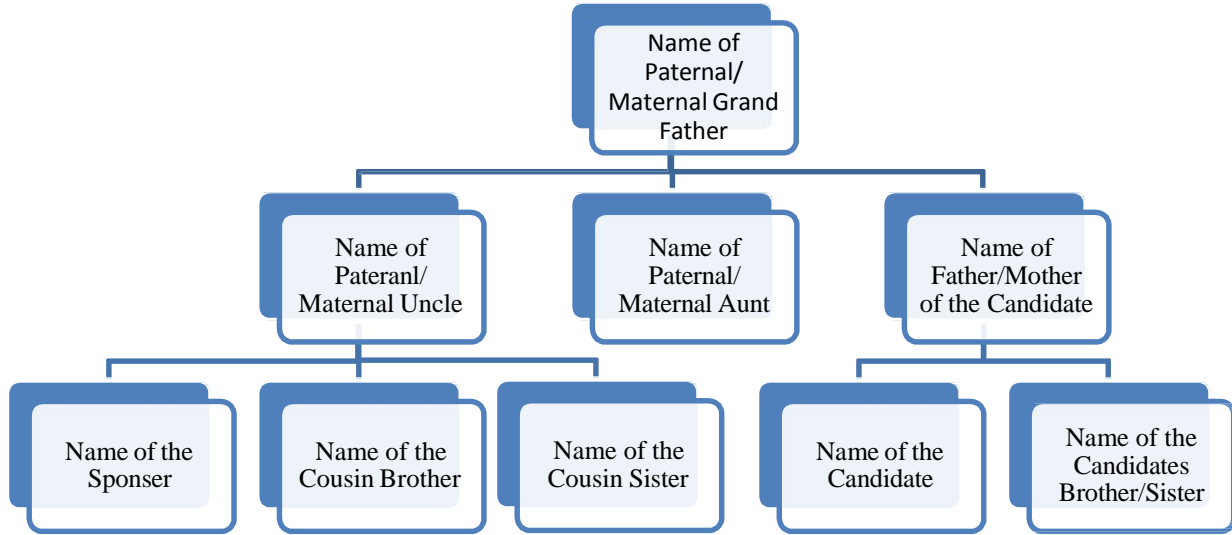 Name of
Paternal/
Maternal Grand
Father
Name of
Pateranl/
Maternal Uncle
Name of
Paternal/
Maternal Aunt
Name of
Father/Mother
of the Candidate
Name of the
Sponser
Name of the
Cousin Brother
Name of the
Cousin Sister
Name of the
Candidate
Name of the
Candidates
Brother/Sister